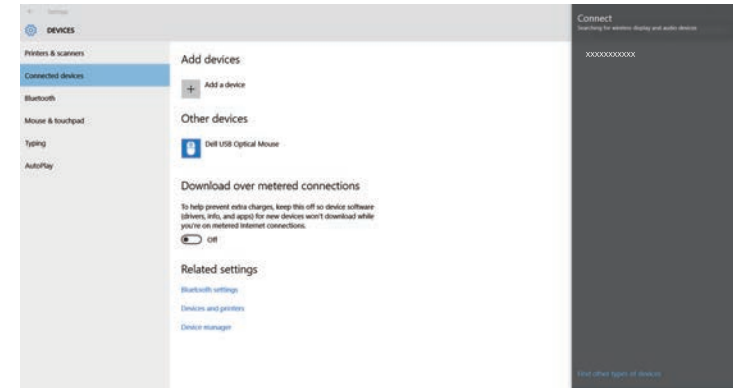 Settings
DEVICES
Printers & scanners
Connected devices
Bluetooth
Mouse & touchpad
Typing
AutoPlay
Add devices
Add a device
Other devices
Dell USB Optical Mouse
Download over metered connections
To help prevent extra charges, keep this off so device software
(drivers, info, and apps) for new devices won't download while
you're on metered Internet connections.
Off
Related settings
Bluetooth settings
Devices and printers
Device manager
Connect
Searching for wireless display and audio devices
xxxxxxxxxxx
Find other types of devices